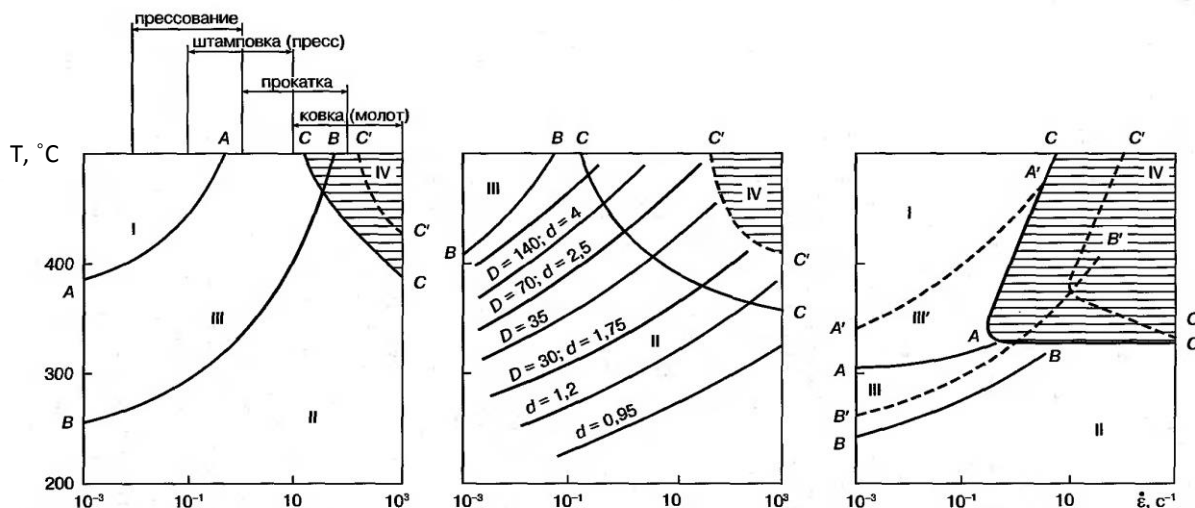 прессование
штамповка (пресс)
прокатка
ковка (молот)
T, ˚C
A
C
B
C'
IV
I
C'
400
A
C
III
300
B
II
200
10⁻³
10⁻¹
10
10³
B
C
III
IV
B
D = 140; d = 4
C'
D = 70; d = 2,5
C
D = 35
II
D = 30; d = 1,75
d = 1,2
d = 0,95
10⁻³
10⁻¹
10
10³
C
C'
A'
IV
I
B'
A'
III'
C
A
C
A
B
III
B'
II
B
10⁻³
10⁻¹
10
ε̇, c⁻¹